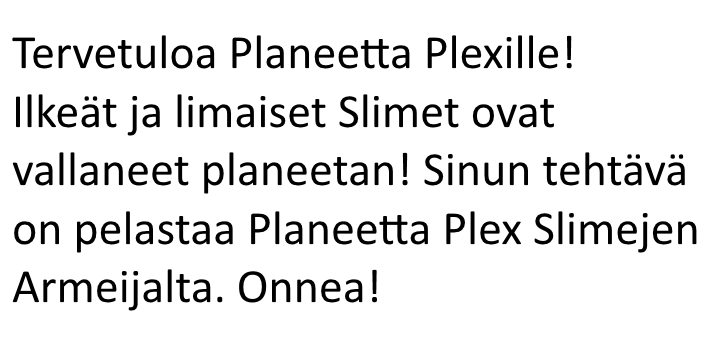 Tervetuloa Planeetta Plexille!
Ilkeät ja limaiset Slimet ovat
vallaneet planeetan! Sinun tehtävä
on pelastaa Planeetta Plex Slimejen
Armeijalta. Onnea!